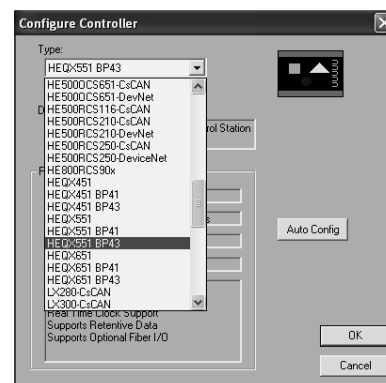 Configure Controller
Type:
HEQX551 BP43
HE500OCS651-CsCAN
HE500OCS651-DevNet
HE500RCS116-CsCAN
HE500RCS210-CsCAN
HE500RCS210-DevNet
HE500RCS250-CsCAN
HE500RCS250-DeviceNet
HE800RCS90x
HEQX451
HEQX451 BP41
HEQX451 BP43
HEQX551
HEQX551 BP41
HEQX551 BP43
HEQX651
HEQX651 BP41
HEQX651 BP43
LX280-CsCAN
LX300-CsCAN
D
rol Station
F
s
Auto Config
Real Time Clock Support
Supports Retentive Data
Supports Optional Fiber I/O
OK
Cancel